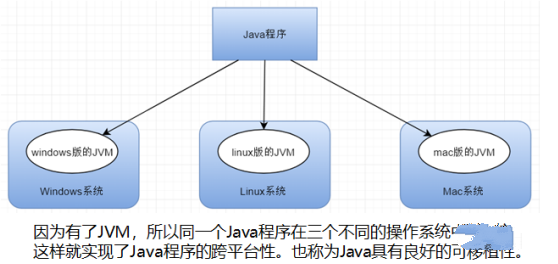 Java程序
windows版的JVM
linux版的JVM
mac版的JVM
Windows系统
Linux系统
Mac系统
因为有了JVM，所以同一个Java程序在三个不同的操作系统中
这样就实现了Java程序的跨平台性。也称为Java具有良好的可移植性。